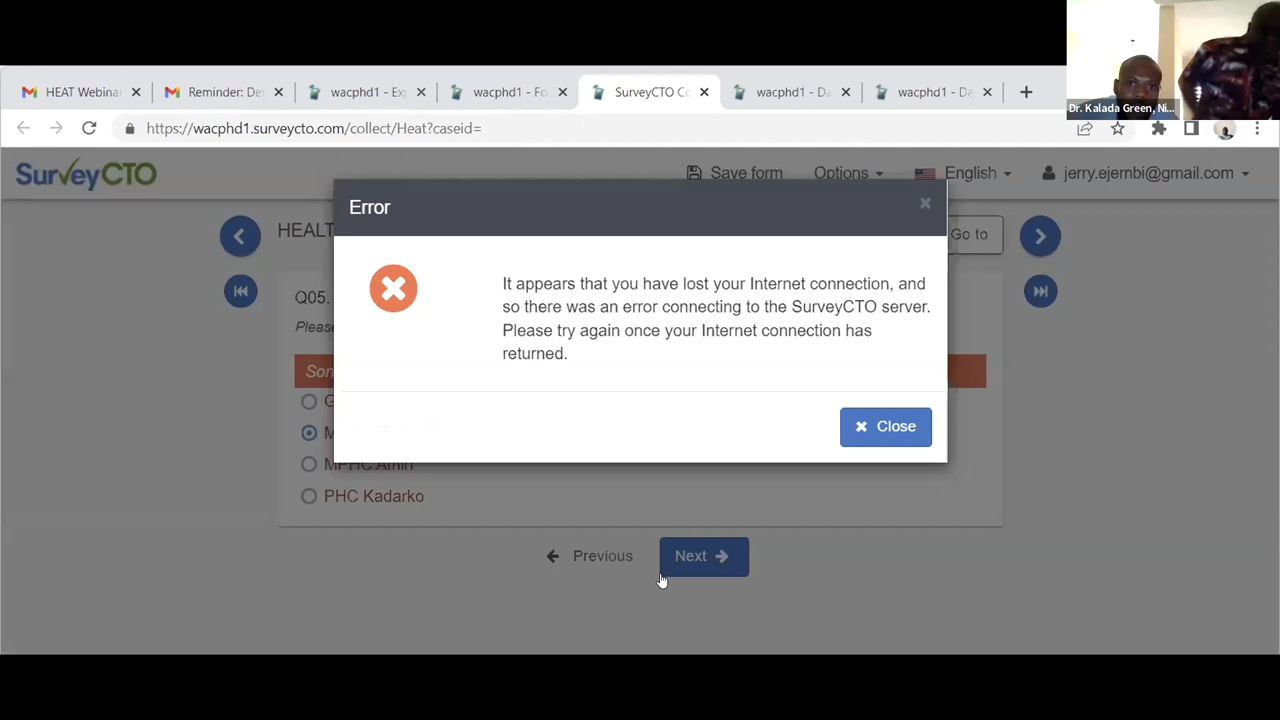 HEAT Webinar
Reminder: De
wacphd1 - Ex
wacphd1 - Fo
SurveyCTO Co
wacphd1 - Da
wacphd1 - Da
Dr. Kalada Green, Ni...
https://wacphd1.surveycto.com/collect/Heat?caseid=
SurveyCTO
Save form
Options
English
jerry.ejembi@gmail.com
Error
HEALT
Go to
It appears that you have lost your Internet connection, and
so there was an error connecting to the SurveyCTO server.
Please try again once your Internet connection has
returned.
Q05.
Please
Close
MPHC Amiri
PHC Kadarko
Previous
Next